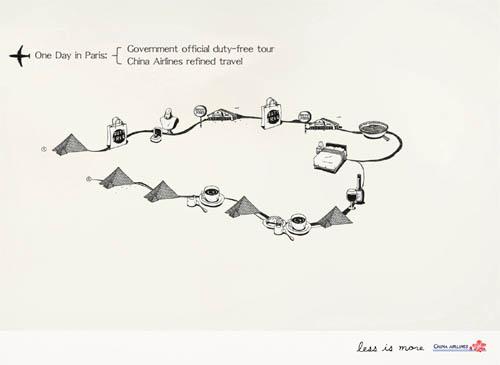 One Day in Paris:
Government official duty-free tour
China Airlines refined travel
less is more
CHINA AIRLINES